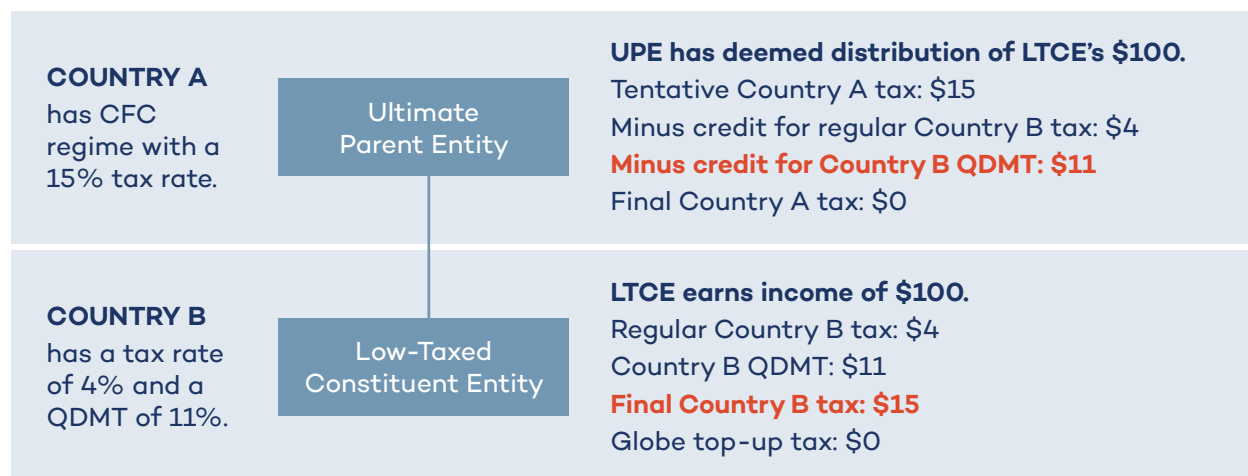 COUNTRY A
has CFC
regime with a
15% tax rate.
Ultimate
Parent Entity
UPE has deemed distribution of LTCE's $100.
Tentative Country A tax: $15
Minus credit for regular Country B tax: $4
Minus credit for Country B QDMT: $11
Final Country A tax: $0
COUNTRY B
has a tax rate
of 4% and a
QDMT of 11%.
Low-Taxed
Constituent Entity
LTCE earns income of $100.
Regular Country B tax: $4
Country B QDMT: $11
Final Country B tax: $15
Globe top-up tax: $0